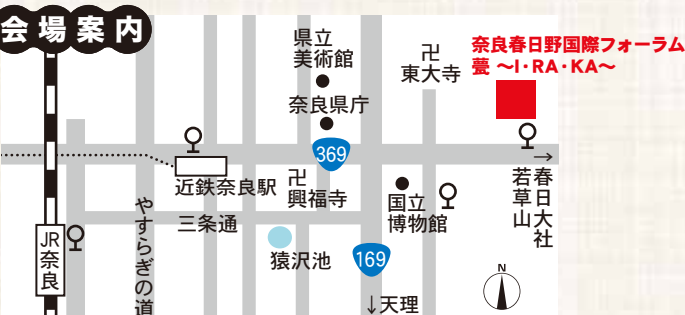 会場案内
県立
美術館
卍
東大寺
奈良春日野国際フォーラム
甍 ～I・RA・KA～
奈良県庁
369
近鉄奈良駅
卍
興福寺
国立
博物館
→
春日大社
若草山
やすらぎの道
三条通
JR
奈良
猿沢池
169
N
↓天理